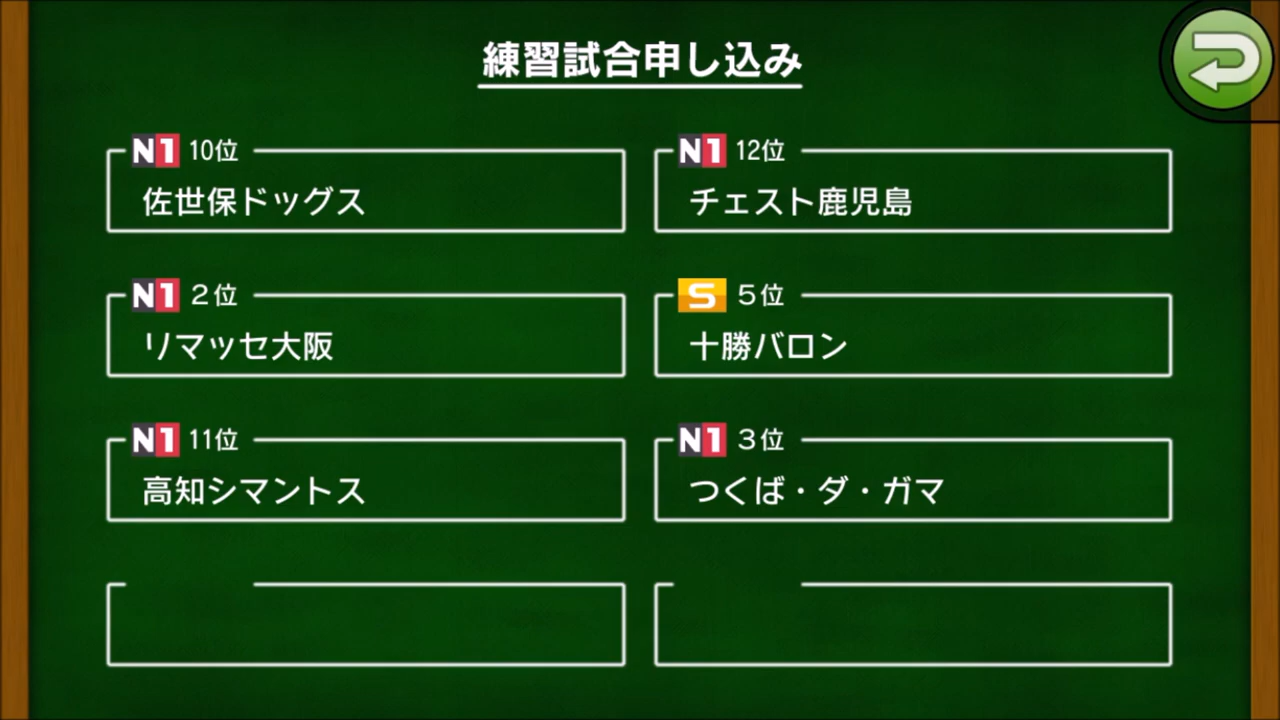 練習試合申し込み
N1 10位
佐世保ドッグス
N1 12位
チェスト鹿児島
N1 2位
リマッセ大阪
S 5位
十勝バロン
N1 11位
高知シマントス
N1 3位
つくば・ダ・ガマ